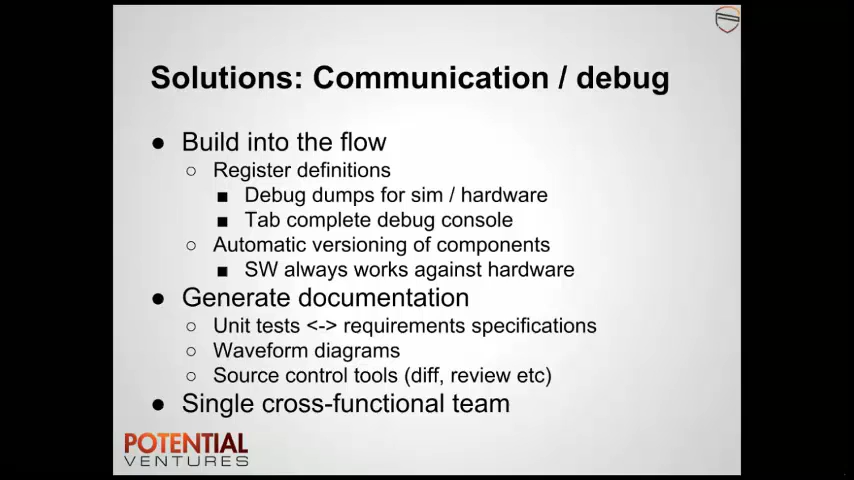 Solutions: Communication / debug
● Build into the flow
○ Register definitions
■ Debug dumps for sim / hardware
■ Tab complete debug console
○ Automatic versioning of components
■ SW always works against hardware
● Generate documentation
○ Unit tests <-> requirements specifications
○ Waveform diagrams
○ Source control tools (diff, review etc)
● Single cross-functional team
POTENTIAL
VENTURES